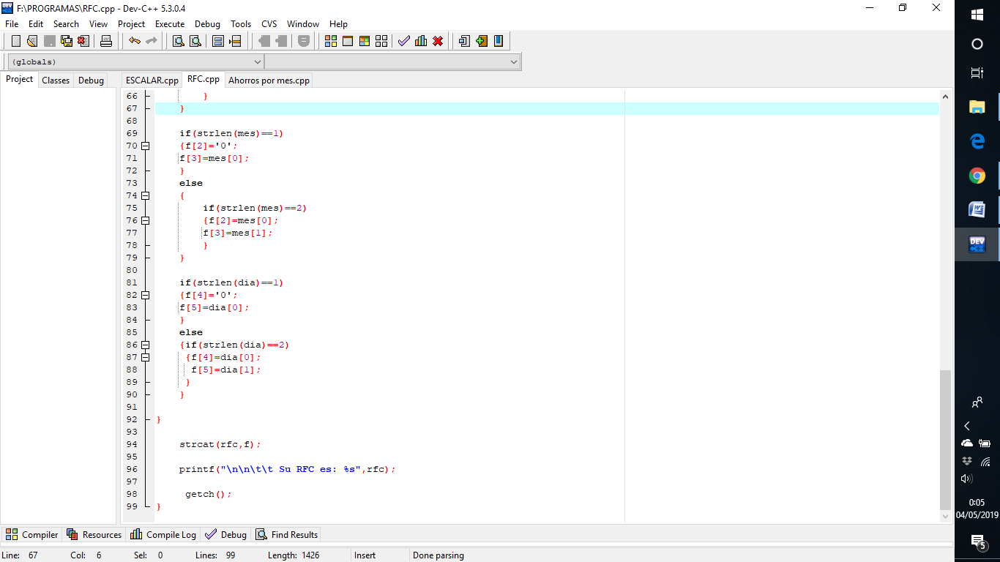 F:\PROGRAMAS\RFC.cpp - Dev-C++ 5.3.0.4
File Edit Search View Project Execute Debug Tools CVS Window Help
(globals)
Project Classes Debug
ESCALAR.cpp RFC.cpp Ahorros por mes.cpp
66 }
67 }
68
69 if(strlen(mes)==1)
70 {f[2]='0';
71 f[3]=mes[0];
72 }
73 else
74 {
75 if(strlen(mes)==2)
76 {f[2]=mes[0];
77 f[3]=mes[1];
78 }
79 }
80
81 if(strlen(dia)==1)
82 {f[4]='0';
83 f[5]=dia[0];
84 }
85 else
86 {if(strlen(dia)==2)
87 {f[4]=dia[0];
88 f[5]=dia[1];
89 }
90 }
91
92 }
93
94 strcat(rfc,f);
95
96 printf("\n\n\t\t Su RFC es: %s",rfc);
97
98 getch();
99 }
Compiler Resources Compile Log Debug Find Results
Line: 67 Col: 6 Sel: 0 Lines: 99 Length: 1426 Insert Done parsing
DEV
0:05
04/05/2019
5